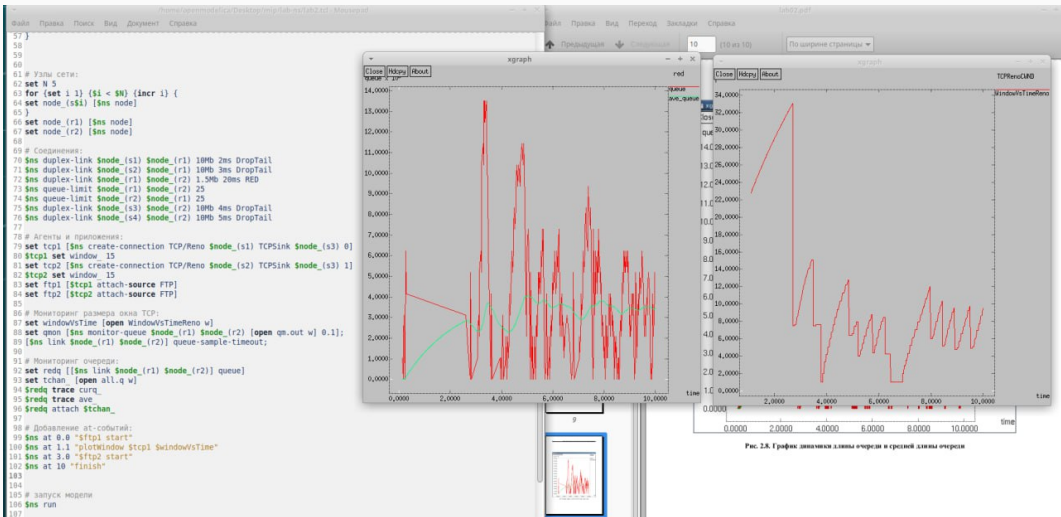 /home/openmodelica/Desktop/mip/lab-ns/lab2.tcl - Mousepad
Файл Правка Поиск Вид Документ Справка
57 }
58
59
60
61 # Узлы сети:
62 set N 5
63 for {set i 1} {$i < $N} {incr i} {
64 set node_(s$i) [$ns node]
65 }
66 set node_(r1) [$ns node]
67 set node_(r2) [$ns node]
68
69 # Соединения:
70 $ns duplex-link $node_(s1) $node_(r1) 10Mb 2ms DropTail
71 $ns duplex-link $node_(s2) $node_(r1) 10Mb 3ms DropTail
72 $ns duplex-link $node_(r1) $node_(r2) 1.5Mb 20ms RED
73 $ns queue-limit $node_(r1) $node_(r2) 25
74 $ns queue-limit $node_(r2) $node_(r1) 25
75 $ns duplex-link $node_(s3) $node_(r2) 10Mb 4ms DropTail
76 $ns duplex-link $node_(s4) $node_(r2) 10Mb 5ms DropTail
77
78 # Агенты и приложения:
79 set tcp1 [$ns create-connection TCP/Reno $node_(s1) TCPSink $node_(s3) 0]
80 $tcp1 set window_ 15
81 set tcp2 [$ns create-connection TCP/Reno $node_(s2) TCPSink $node_(s3) 1]
82 $tcp2 set window_ 15
83 set ftp1 [$tcp1 attach-source FTP]
84 set ftp2 [$tcp2 attach-source FTP]
85
86 # Мониторинг размера окна TCP:
87 set windowVsTime [open WindowVsTimeReno w]
88 set qmon [$ns monitor-queue $node_(r1) $node_(r2) [open qm.out w] 0.1];
89 [$ns link $node_(r1) $node_(r2)] queue-sample-timeout;
90
91 # Мониторинг очереди:
92 set redq [[$ns link $node_(r1) $node_(r2)] queue]
93 set tchan_ [open all.q w]
94 $redq trace curq_
95 $redq trace ave_
96 $redq attach $tchan_
97
98 # Добавление at-событий:
99 $ns at 0.0 "$ftp1 start"
100 $ns at 1.1 "plotWindow $tcp1 $windowVsTime"
101 $ns at 3.0 "$ftp2 start"
102 $ns at 10 "finish"
103
104
105 # запуск модели
106 $ns run
107
xgraph
Close Hdcpy About
red
queue
ave_queue
14,0000
13,0000
12,0000
11,0000
10,0000
9,0000
8,0000
7,0000
6,0000
5,0000
4,0000
3,0000
2,0000
1,0000
0,0000
0,0000 2,0000 4,0000 6,0000 8,0000 10,0000
time
Файл Правка Вид Переход Закладки Справка
Предыдущая Следующая 10 (10 из 10) По ширине страницы
xgraph
Close Hdcpy About
TCPRenoCWND
WindowVsTimeReno
34,0000
32,0000
30,0000
28,0000
26,0000
24,0000
22,0000
20,0000
18,0000
16,0000
14,0000
12,0000
10,0000
8,0000
6,0000
4,0000
2,0000
0,0000
2,0000 4,0000 6,0000 8,0000 10,0000
time
0.0000
0.0000 2.0000 4.0000 6.0000 8.0000 10.0000
time
Рис. 2.8. График динамики длины очереди и средней длины очереди
9